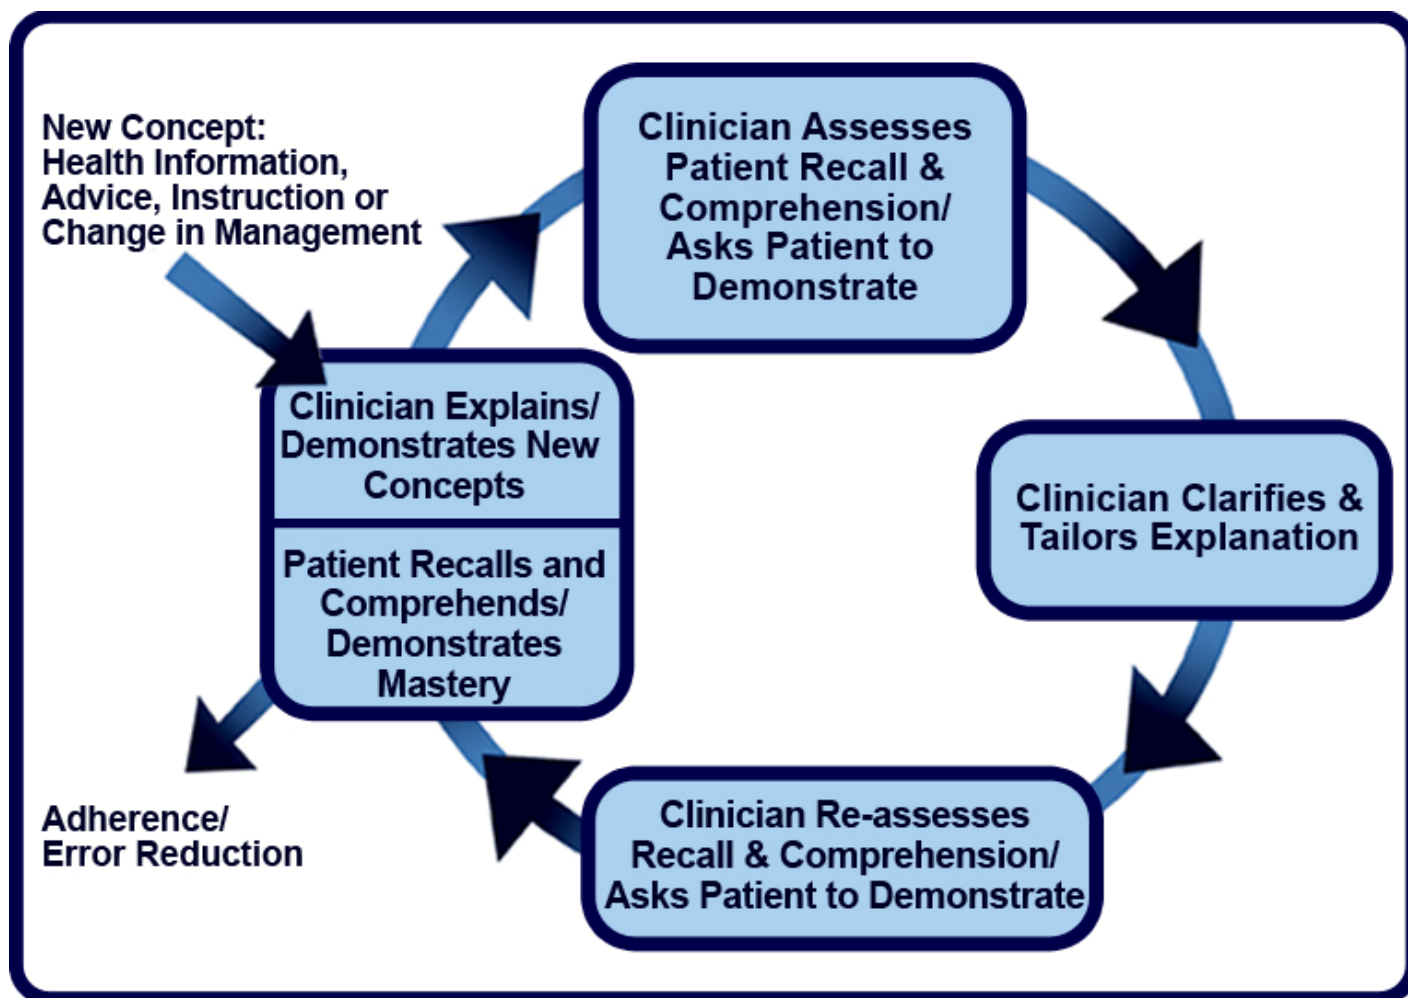 New Concept:
Health Information,
Advice, Instruction or
Change in Management
Clinician Assesses
Patient Recall &
Comprehension/
Asks Patient to
Demonstrate
Clinician Clarifies &
Tailors Explanation
Clinician Re-assesses
Recall & Comprehension/
Asks Patient to Demonstrate
Clinician Explains/
Demonstrates New
Concepts
Patient Recalls and
Comprehends/
Demonstrates
Mastery
Adherence/
Error Reduction